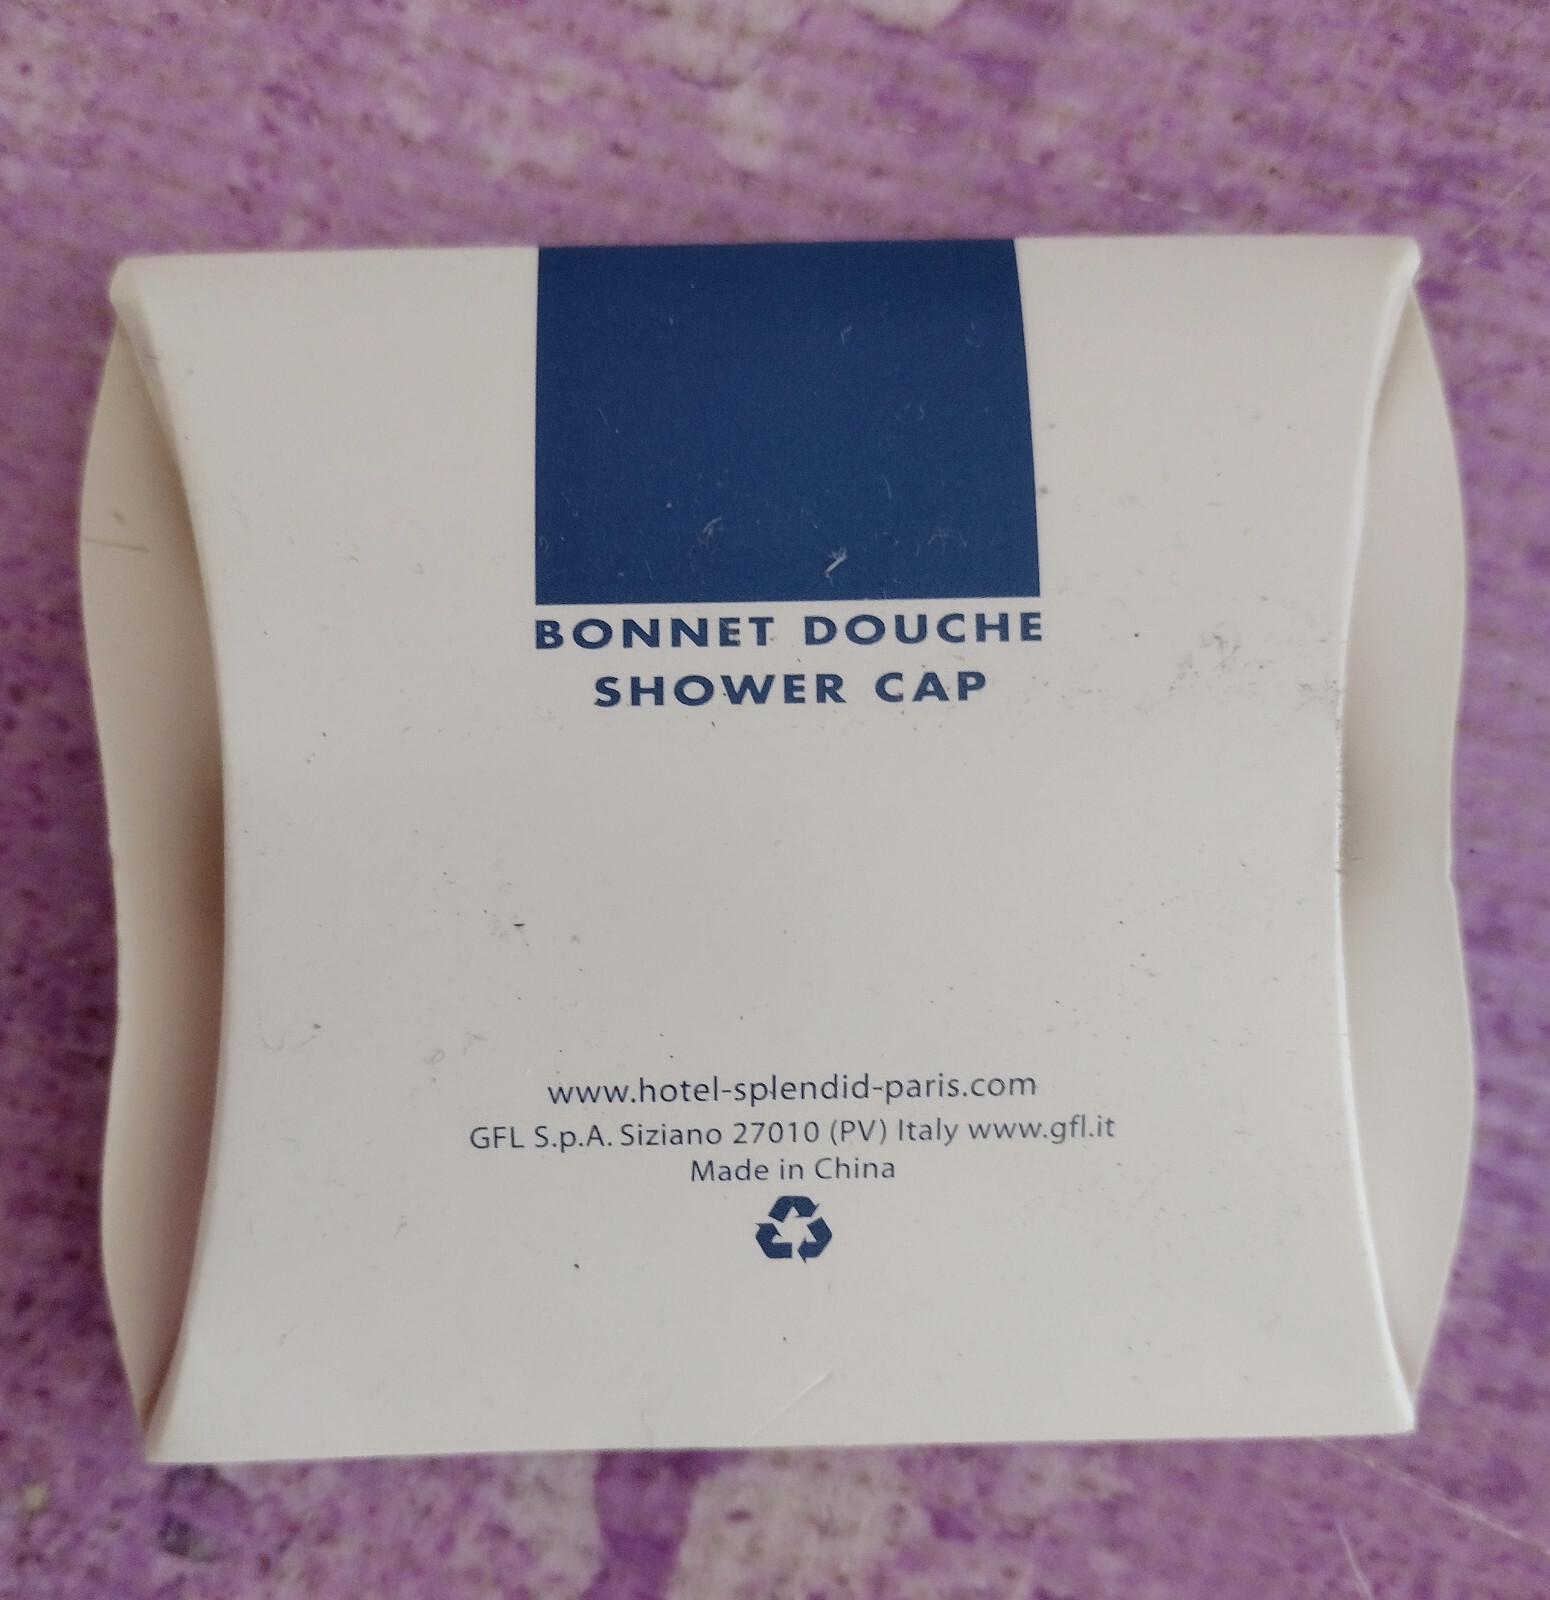 BONNET DOUCHE
SHOWER CAP
www.hotel-splendid-paris.com
GFL S.p.A. Siziano 27010 (PV) Italy www.gfl.it
Made in China